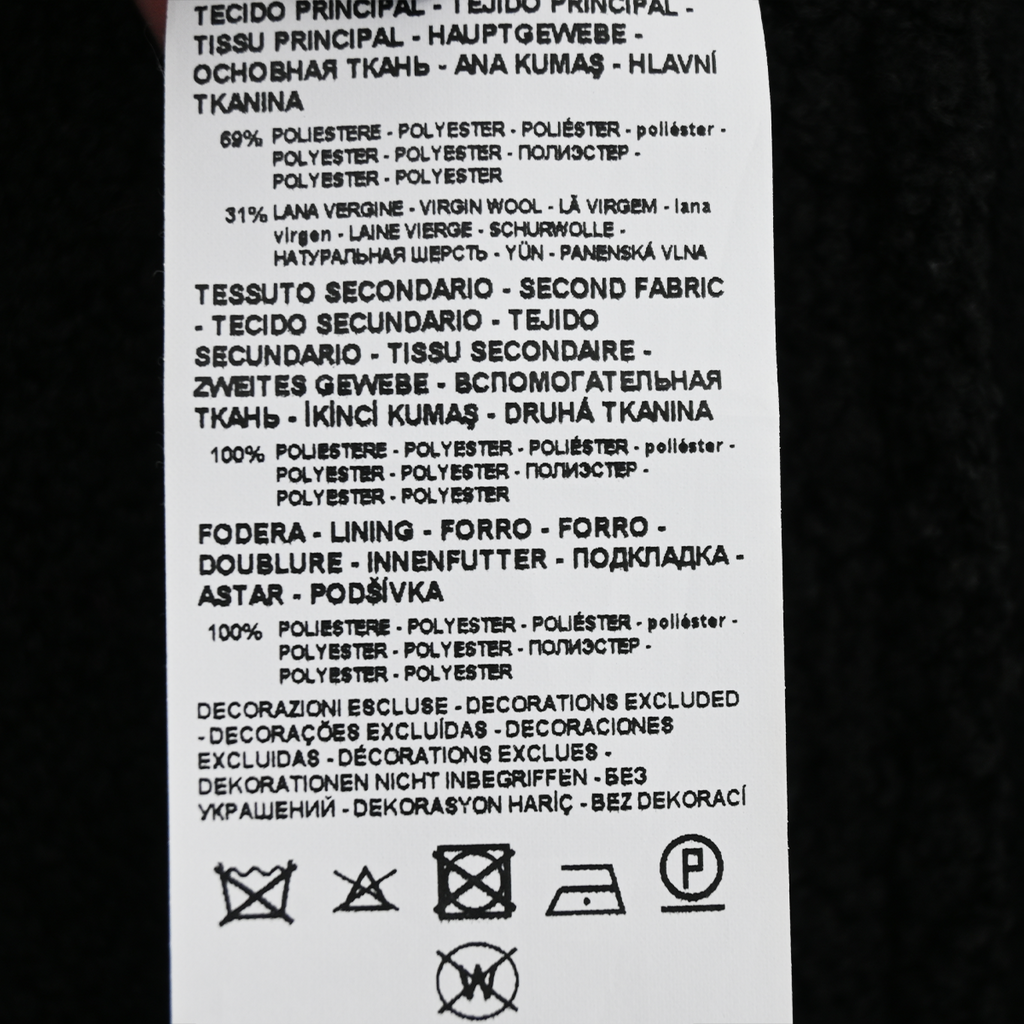 TECIDO PRINCIPAL - TEJIDO PRINCIPAL -
TISSU PRINCIPAL - HAUPTGEWEBE -
ОСНОВНАЯ ТКАНЬ - ANA KUMAŞ - HLAVNÍ
TKANINA
69% POLIESTERE - POLYESTER - POLIÉSTER - poliéster -
POLYESTER - POLYESTER - ПОЛИЭСТЕР -
POLYESTER - POLYESTER
31% LANA VERGINE - VIRGIN WOOL - LÃ VIRGEM - lana
virgen - LAINE VIERGE - SCHURWOLLE -
НАТУРАЛЬНАЯ ШЕРСТЬ - YÜN - PANENSKÁ VLNA
TESSUTO SECONDARIO - SECOND FABRIC
- TECIDO SECUNDARIO - TEJIDO
SECUNDARIO - TISSU SECONDAIRE -
ZWEITES GEWEBE - ВСПОМОГАТЕЛЬНАЯ
ТКАНЬ - İKİNCİ KUMAŞ - DRUHÁ TKANINA
100% POLIESTERE - POLYESTER - POLIÉSTER - poliéster -
POLYESTER - POLYESTER - ПОЛИЭСТЕР -
POLYESTER - POLYESTER
FODERA - LINING - FORRO - FORRO -
DOUBLURE - INNENFUTTER - ПОДКЛАДКА -
ASTAR - PODŠÍVKA
100% POLIESTERE - POLYESTER - POLIÉSTER - poliéster -
POLYESTER - POLYESTER - ПОЛИЭСТЕР -
POLYESTER - POLYESTER
DECORAZIONI ESCLUSE - DECORATIONS EXCLUDED
- DECORAÇÕES EXCLUÍDAS - DECORACIONES
EXCLUIDAS - DÉCORATIONS EXCLUES -
DEKORATIONEN NICHT INBEGRIFFEN - БЕЗ
УКРАШЕНИЙ - DEKORASYON HARİÇ - BEZ DEKORACÍ
P
W